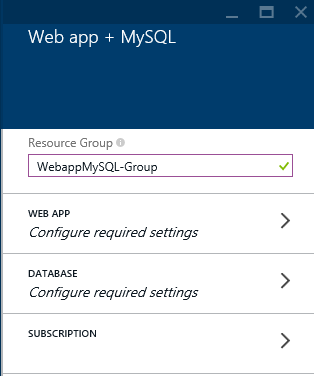 Web app + MySQL
Resource Group
WebappMySQL-Group
WEB APP
Configure required settings
DATABASE
Configure required settings
SUBSCRIPTION